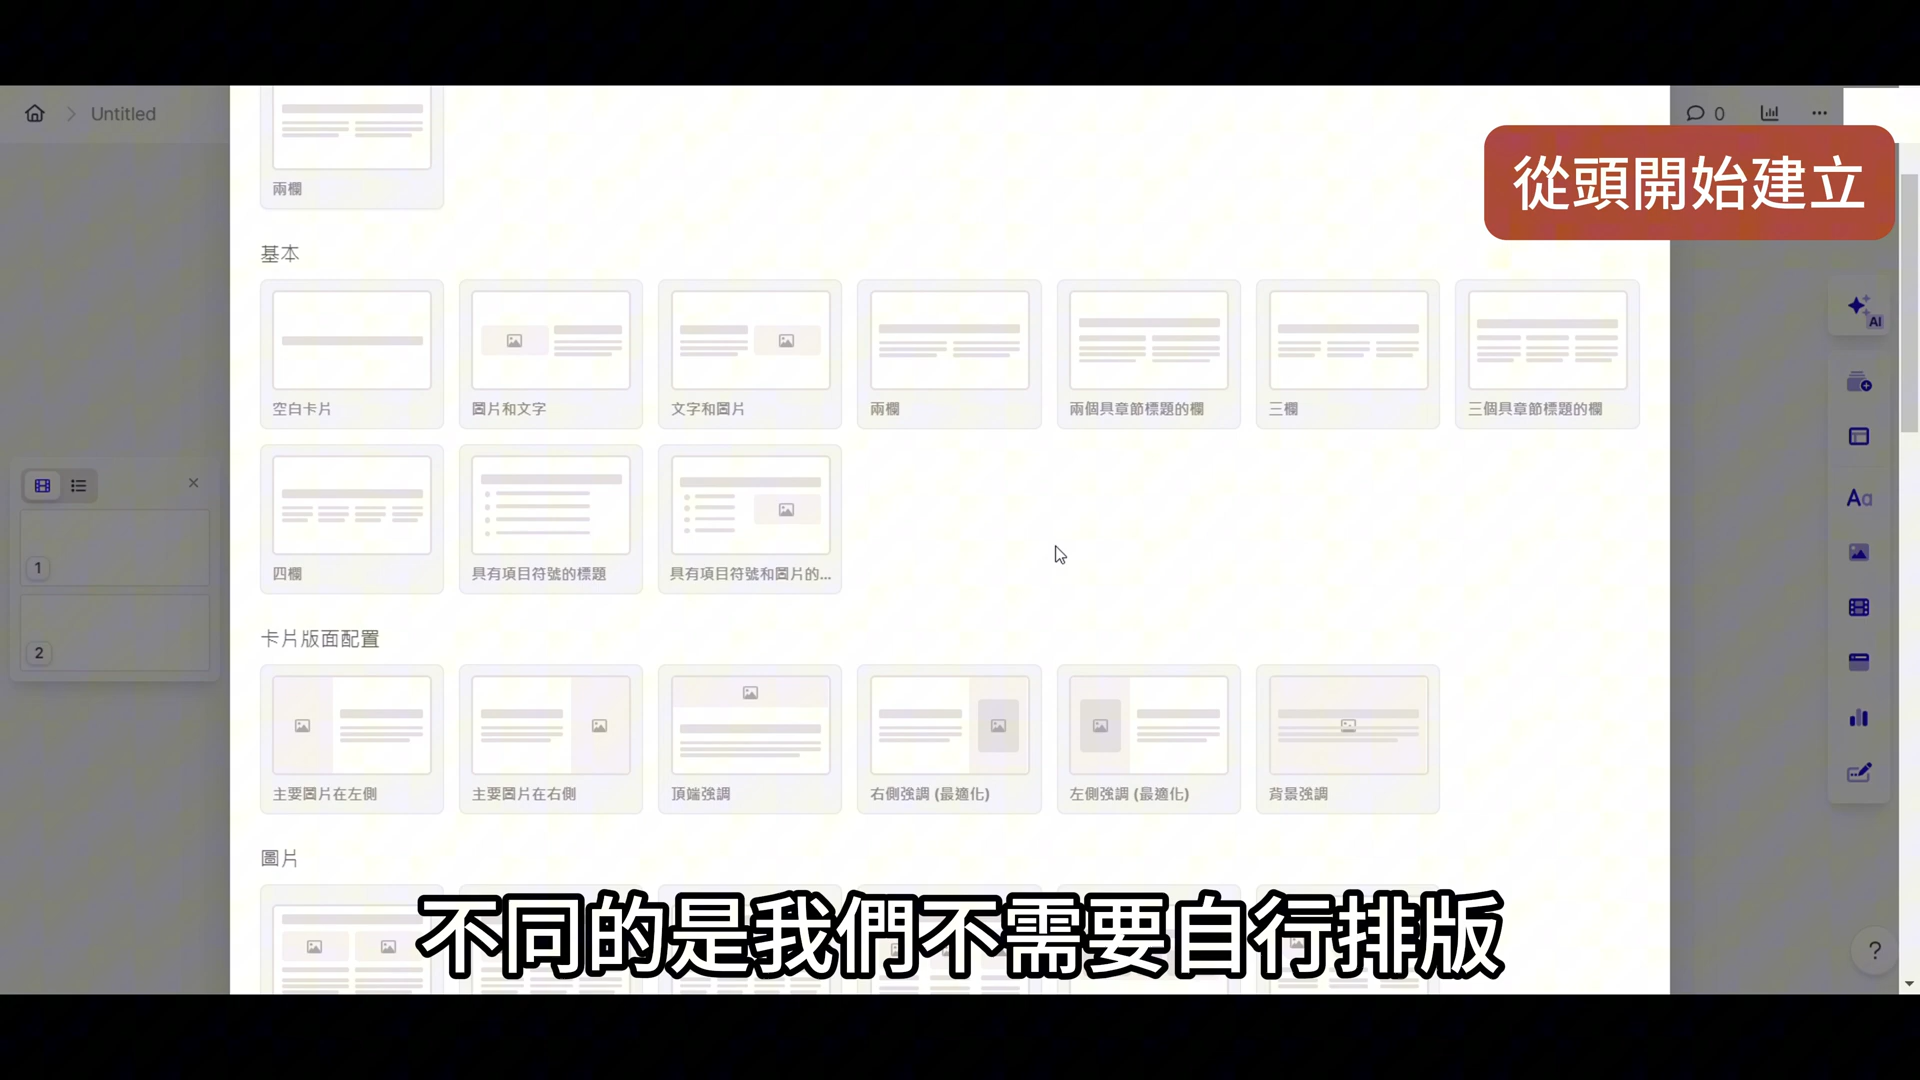 Untitled
0
從頭開始建立
兩欄
基本
空白卡片
圖片和文字
文字和圖片
兩欄
兩個具章節標題的欄
三欄
三個具章節標題的欄
四欄
具有項目符號的標題
具有項目符號和圖片的...
卡片版面配置
主要圖片在左側
主要圖片在右側
頂端強調
右側強調 (最適化)
左側強調 (最適化)
背景強調
圖片
1
2
AI
Aa
?
不同的是我們不需要自行排版